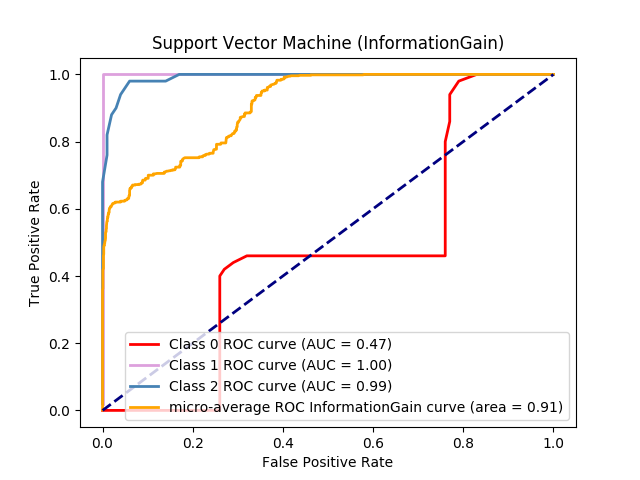 Support Vector Machine (InformationGain)
1.0
0.8
0.6
0.4
0.2
0.0
True Positive Rate
Class 0 ROC curve (AUC = 0.47)
Class 1 ROC curve (AUC = 1.00)
Class 2 ROC curve (AUC = 0.99)
micro-average ROC InformationGain curve (area = 0.91)
0.0 0.2 0.4 0.6 0.8 1.0
False Positive Rate